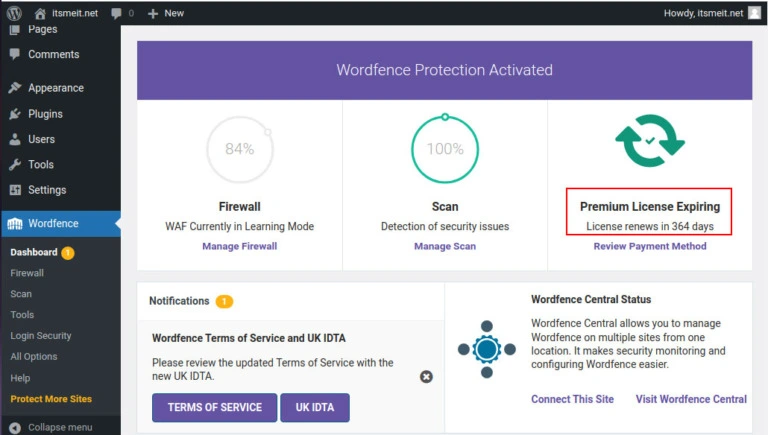 itsmeit.net 0 New Howdy, itsmeit.net
Pages
Comments
Appearance
Plugins
Users
Tools
Settings
Wordfence
Dashboard 1
Firewall
Scan
Tools
Login Security
All Options
Help
Protect More Sites
Collapse menu
Wordfence Protection Activated
84%
Firewall
WAF Currently in Learning Mode
Manage Firewall
100%
Scan
Detection of security issues
Manage Scan
Premium License Expiring
License renews in 364 days
Review Payment Method
Notifications 1
Wordfence Terms of Service and UK IDTA
Please review the updated Terms of Service with the
new UK IDTA.
TERMS OF SERVICE UK IDTA
Wordfence Central Status
Wordfence Central allows you to manage
Wordfence on multiple sites from one
location. It makes security monitoring and
configuring Wordfence easier.
Connect This Site Visit Wordfence Central